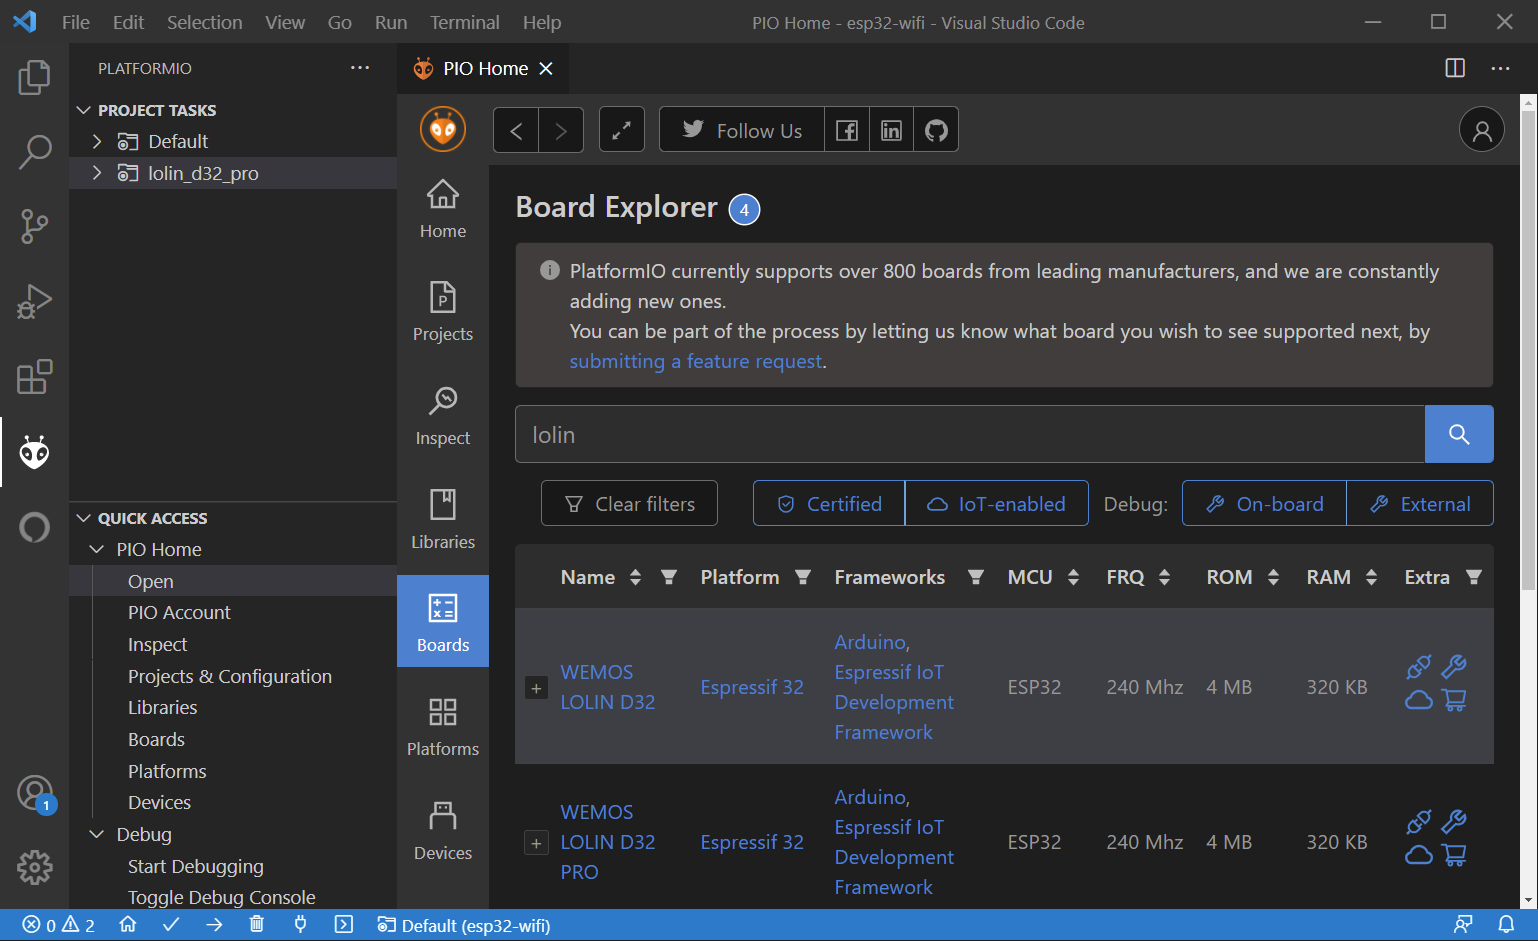 File Edit Selection View Go Run Terminal Help
PIO Home - esp32-wifi - Visual Studio Code
PLATFORMIO
PROJECT TASKS
Default
lolin_d32_pro
QUICK ACCESS
PIO Home
Open
PIO Account
Inspect
Projects & Configuration
Libraries
Boards
Platforms
Devices
Debug
Start Debugging
Toggle Debug Console
1
PIO Home
Follow Us
Home
Projects
Inspect
Libraries
Boards
Platforms
Devices
Board Explorer 4
PlatformIO currently supports over 800 boards from leading manufacturers, and we are constantly
adding new ones.
You can be part of the process by letting us know what board you wish to see supported next, by
submitting a feature request.
lolin
Clear filters Certified IoT-enabled Debug: On-board External
Name Platform Frameworks MCU FRQ ROM RAM Extra
WEMOS
LOLIN D32
Espressif 32
Arduino,
Espressif IoT
Development
Framework
ESP32 240 Mhz 4 MB 320 KB
WEMOS
LOLIN D32
PRO
Espressif 32
Arduino,
Espressif IoT
Development
Framework
ESP32 240 Mhz 4 MB 320 KB
0 2 Default (esp32-wifi)